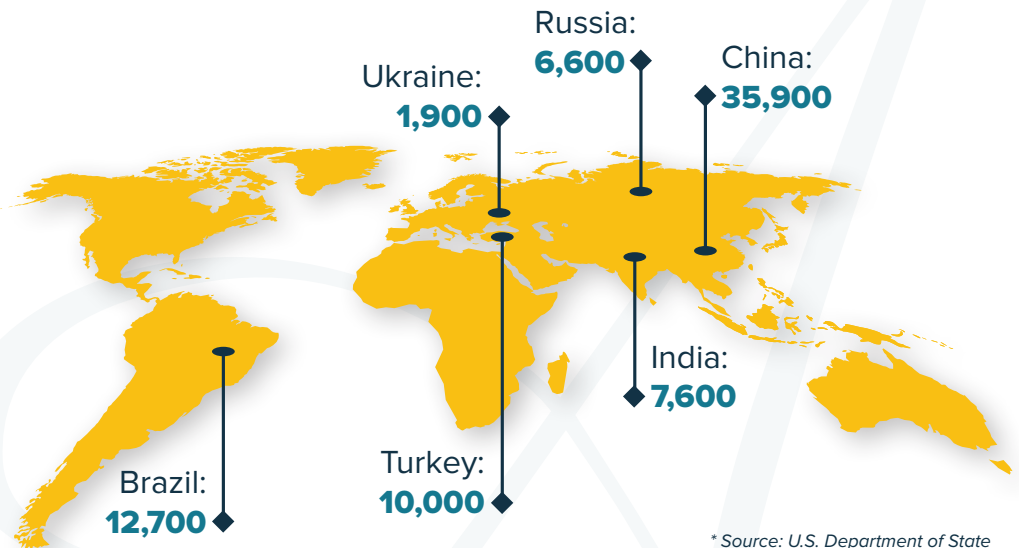 Russia:
6,600
China:
35,900
Ukraine:
1,900
India:
7,600
Turkey:
10,000
Brazil:
12,700
* Source: U.S. Department of State